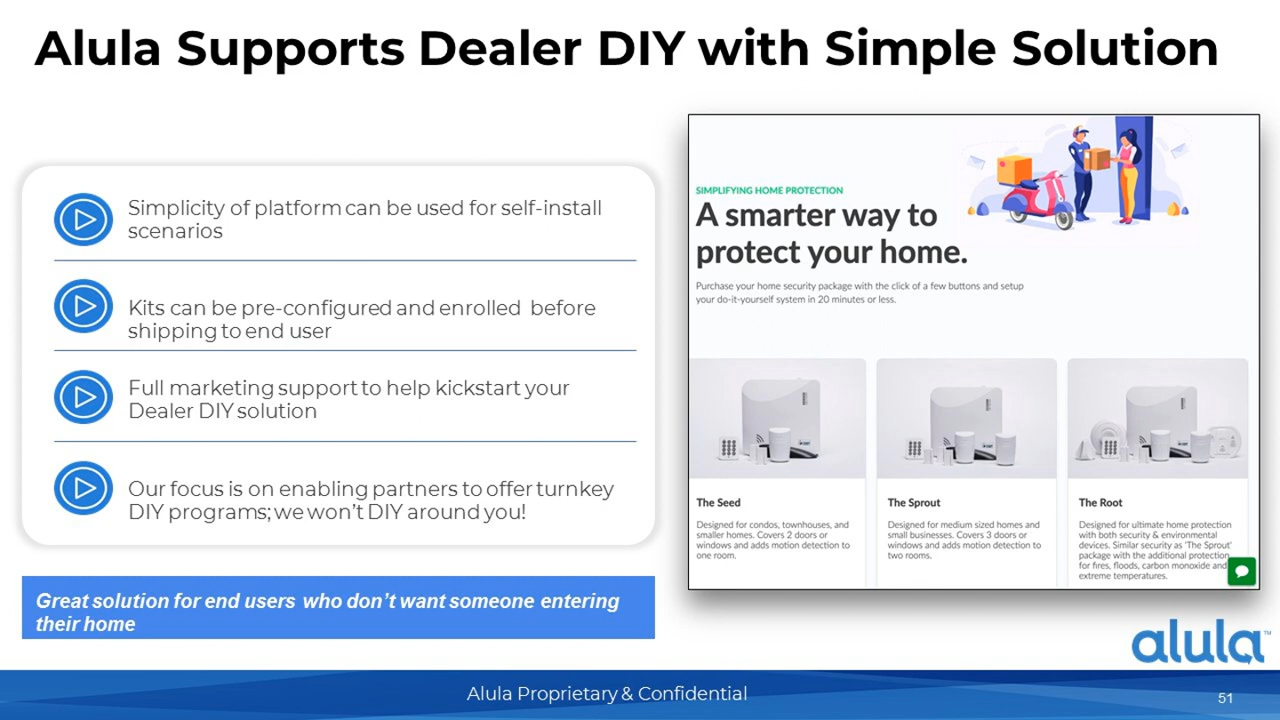 Alula Supports Dealer DIY with Simple Solution
Simplicity of platform can be used for self-install
scenarios
Kits can be pre-configured and enrolled before
shipping to end user
Full marketing support to help kickstart your
Dealer DIY solution
Our focus is on enabling partners to offer turnkey
DIY programs; we won't DIY around you!
Great solution for end users who don't want someone entering
their home
SIMPLIFYING HOME PROTECTION
A smarter way to
protect your home.
Purchase your home security package with the click of a few buttons and setup
your do-it-yourself system in 20 minutes or less.
The Seed
Designed for condos, townhouses, and
smaller homes. Covers 2 doors or
windows and adds motion detection to
one room.
The Sprout
Designed for medium sized homes and
small businesses. Covers 3 doors or
windows and adds motion detection to
two rooms.
The Root
Designed for ultimate home protection
with both security & environmental
devices. Similar security as 'The Sprout'
package with the additional protection
for fires, floods, carbon monoxide and
extreme temperatures.
alula™
Alula Proprietary & Confidential
51